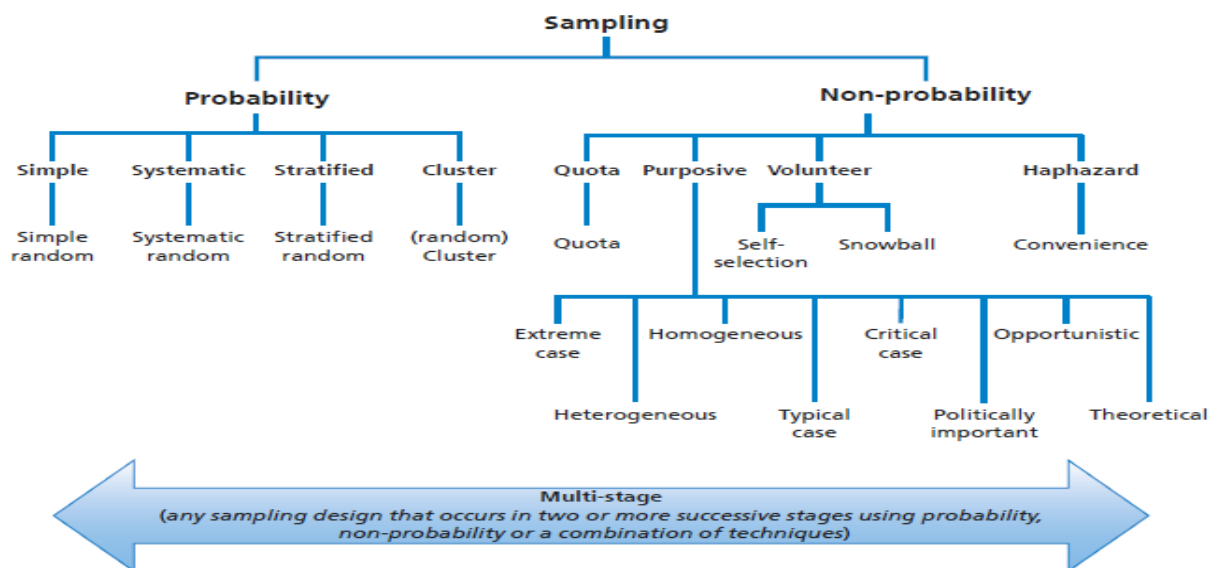 Sampling
Probability
Non-probability
Simple
Systematic
Stratified
Cluster
Quota
Purposive
Volunteer
Haphazard
Simple
random
Systematic
random
Stratified
random
(random)
Cluster
Quota
Self-
selection
Snowball
Convenience
Extreme
case
Homogeneous
Critical
case
Opportunistic
Heterogeneous
Typical
case
Politically
important
Theoretical
Multi-stage
(any sampling design that occurs in two or more successive stages using probability,
non-probability or a combination of techniques)